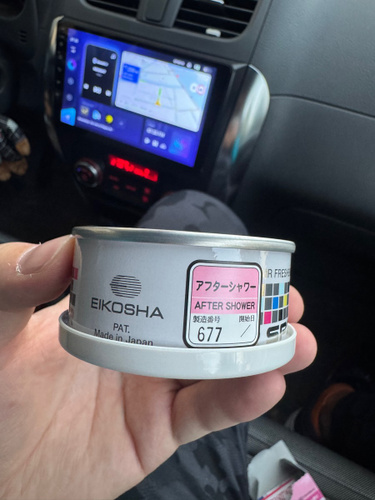 EIKOSHA
PAT.
Made in Japan
アフターシャワー
AFTER SHOWER
製造番号 開始日
677 /
R FRESHE